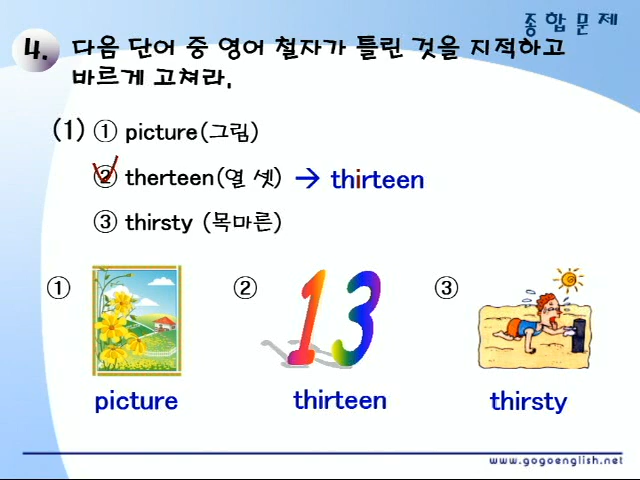 종합문제
4. 다음 단어 중 영어 철자가 틀린 것을 지적하고
바르게 고쳐라.
(1) ① picture(그림)
② therteen(열 셋) → thirteen
③ thirsty (목마른)
① ② 13 ③
picture thirteen thirsty
www.gogoenglish.net